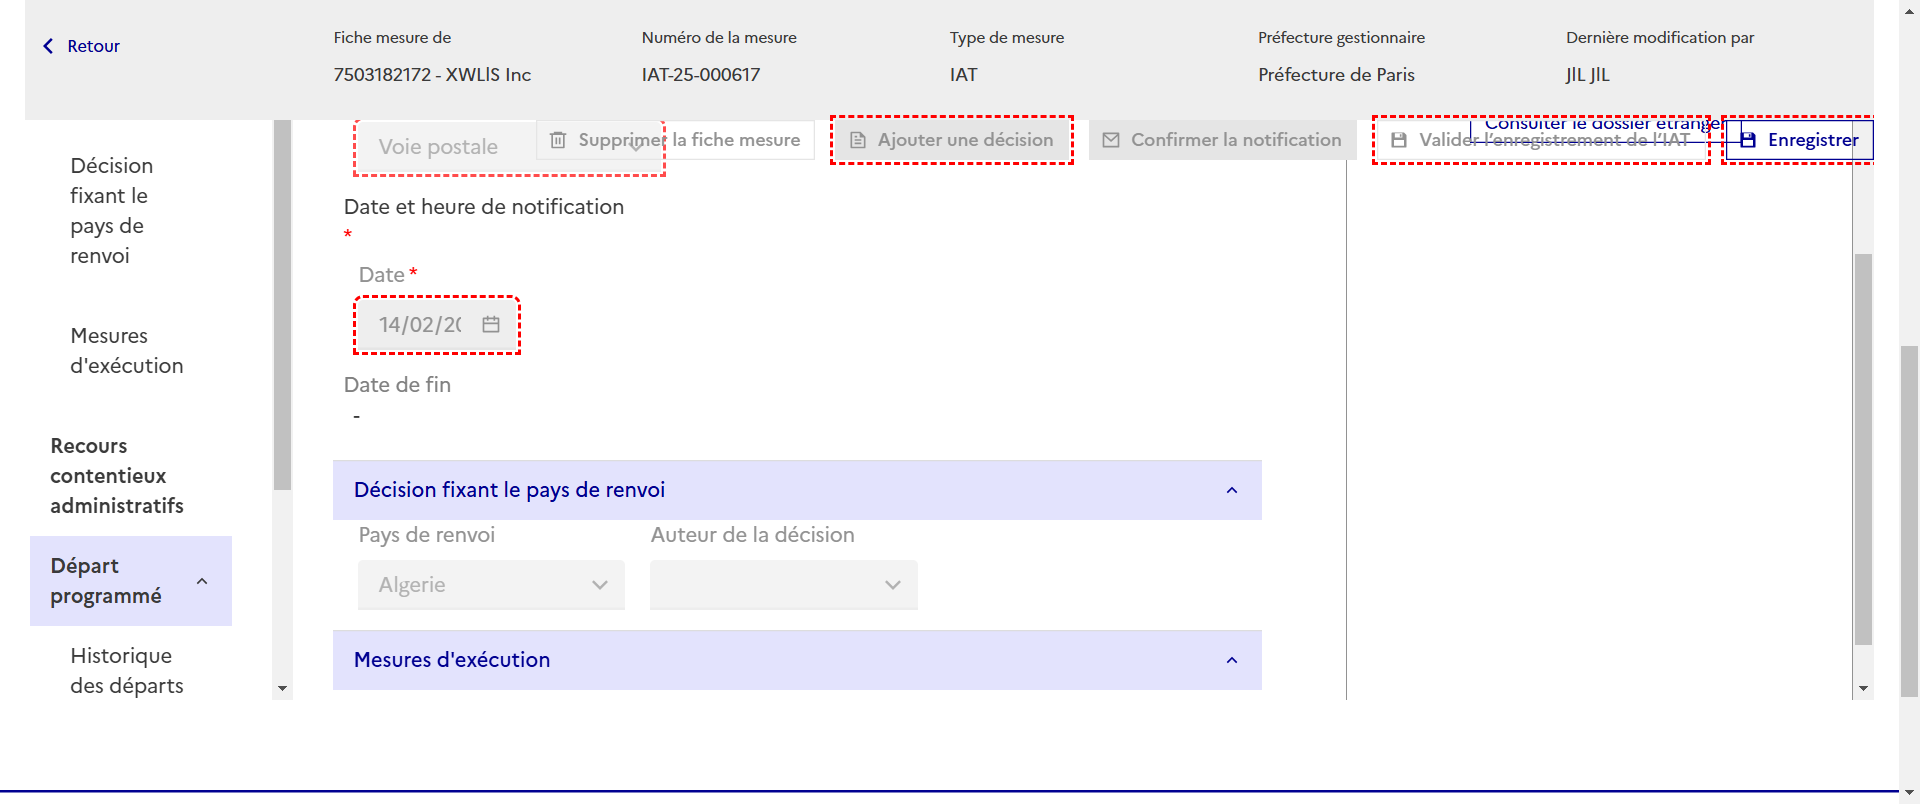 Retour
Fiche mesure de
7503182172 - XWLlS Inc
Numéro de la mesure
IAT-25-000617
Type de mesure
IAT
Préfecture gestionnaire
Préfecture de Paris
Dernière modification par
JlL JlL
Voie postale
Supprimer la fiche mesure
Ajouter une décision
Confirmer la notification
Valider l'enregistrement de l'IAT
Consulter le dossier étranger
Enregistrer
Décision
fixant le
pays de
renvoi
Mesures
d'exécution
Recours
contentieux
administratifs
Départ
programmé
Historique
des départs
Date et heure de notification
*
Date *
14/02/20
Date de fin
-
Décision fixant le pays de renvoi
Pays de renvoi
Auteur de la décision
Algerie
Mesures d'exécution